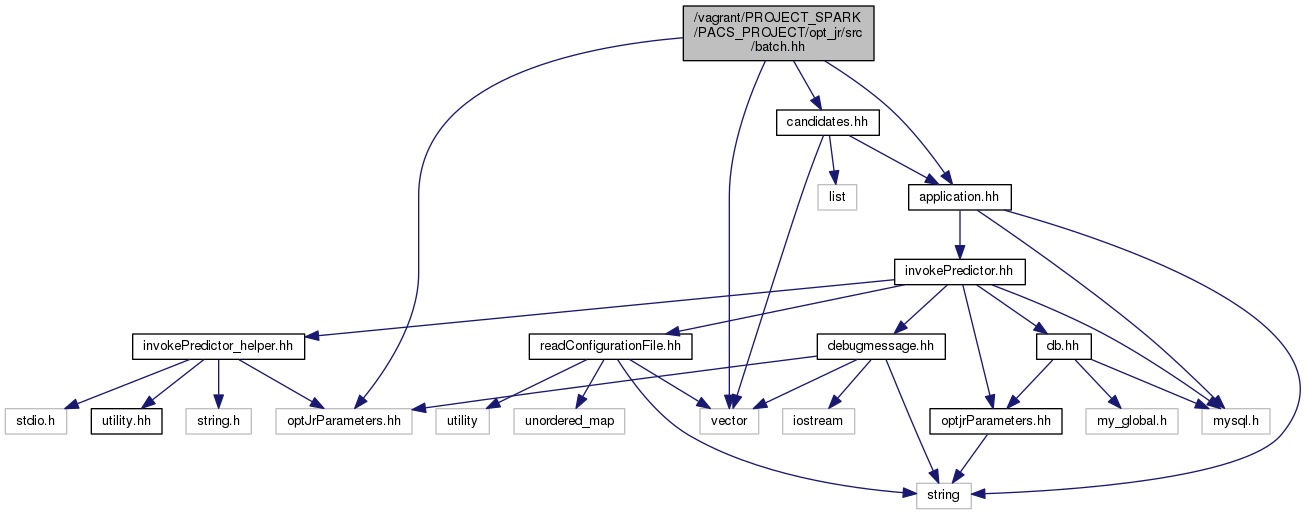 /vagrant/PROJECT_SPARK
/PACS_PROJECT/opt_jr/src
/batch.hh
candidates.hh
list
application.hh
invokePredictor.hh
invokePredictor_helper.hh
readConfigurationFile.hh
debugmessage.hh
db.hh
stdio.h
utility.hh
string.h
optJrParameters.hh
utility
unordered_map
vector
iostream
optjrParameters.hh
my_global.h
mysql.h
string